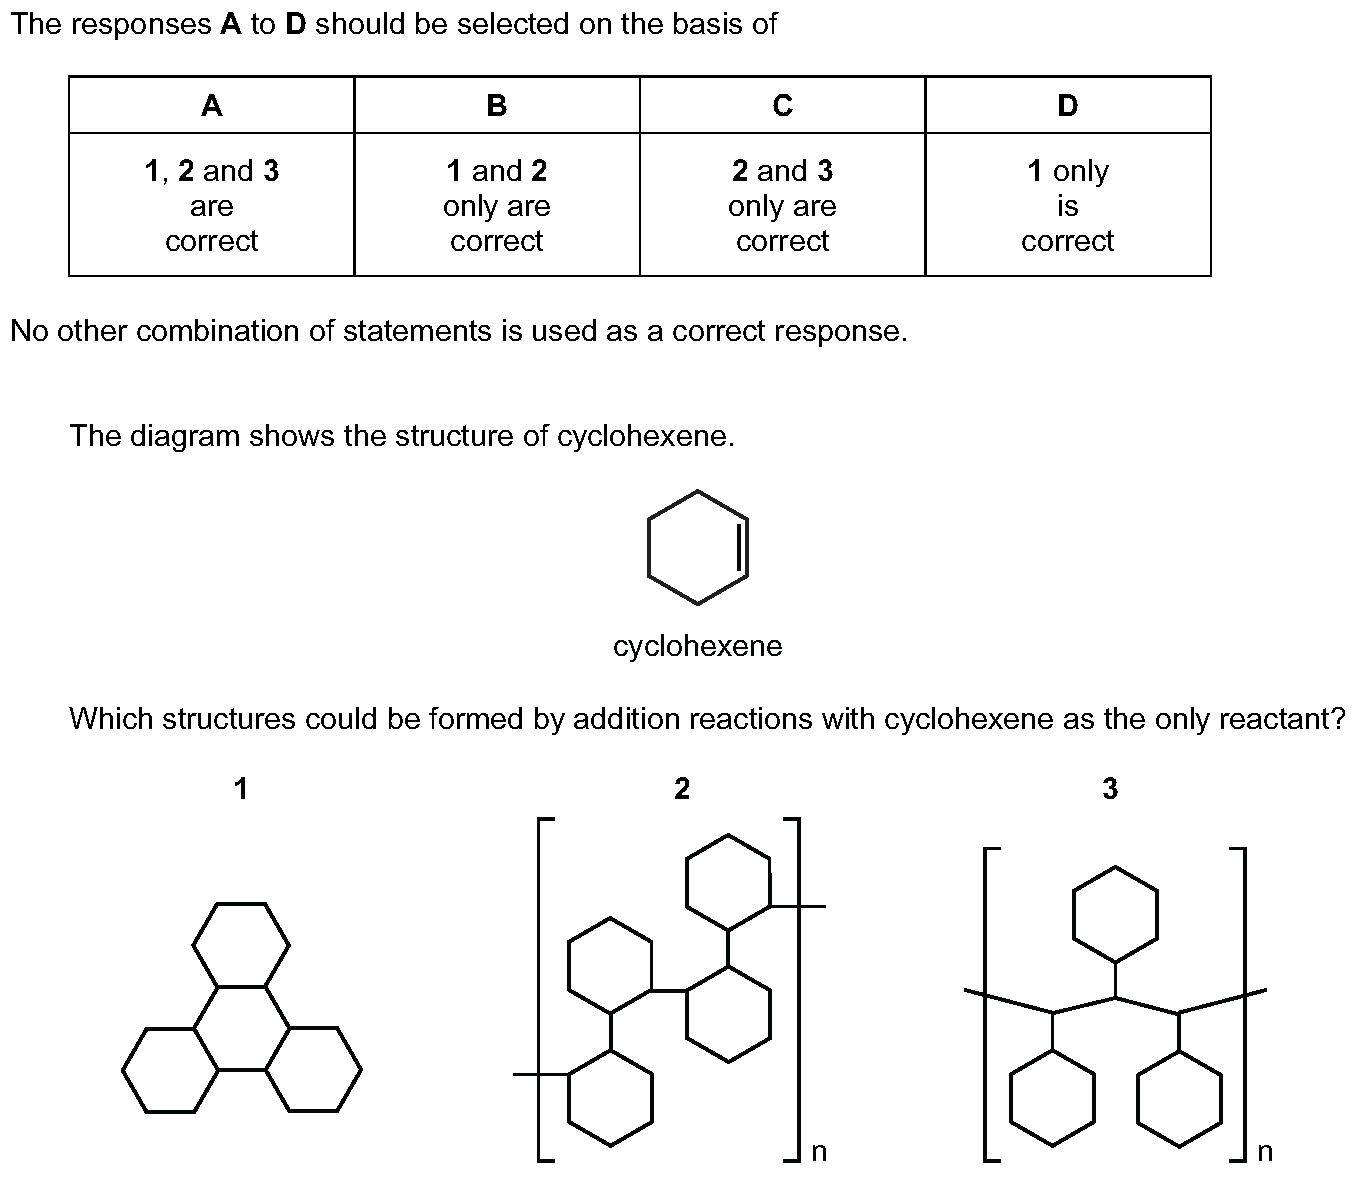 The responses A to D should be selected on the basis of
A B C D
1, 2 and 3 1 and 2 2 and 3 1 only
are only are only are is
correct correct correct correct
No other combination of statements is used as a correct response.
The diagram shows the structure of cyclohexene.
cyclohexene
Which structures could be formed by addition reactions with cyclohexene as the only reactant?
1 2 3
n n